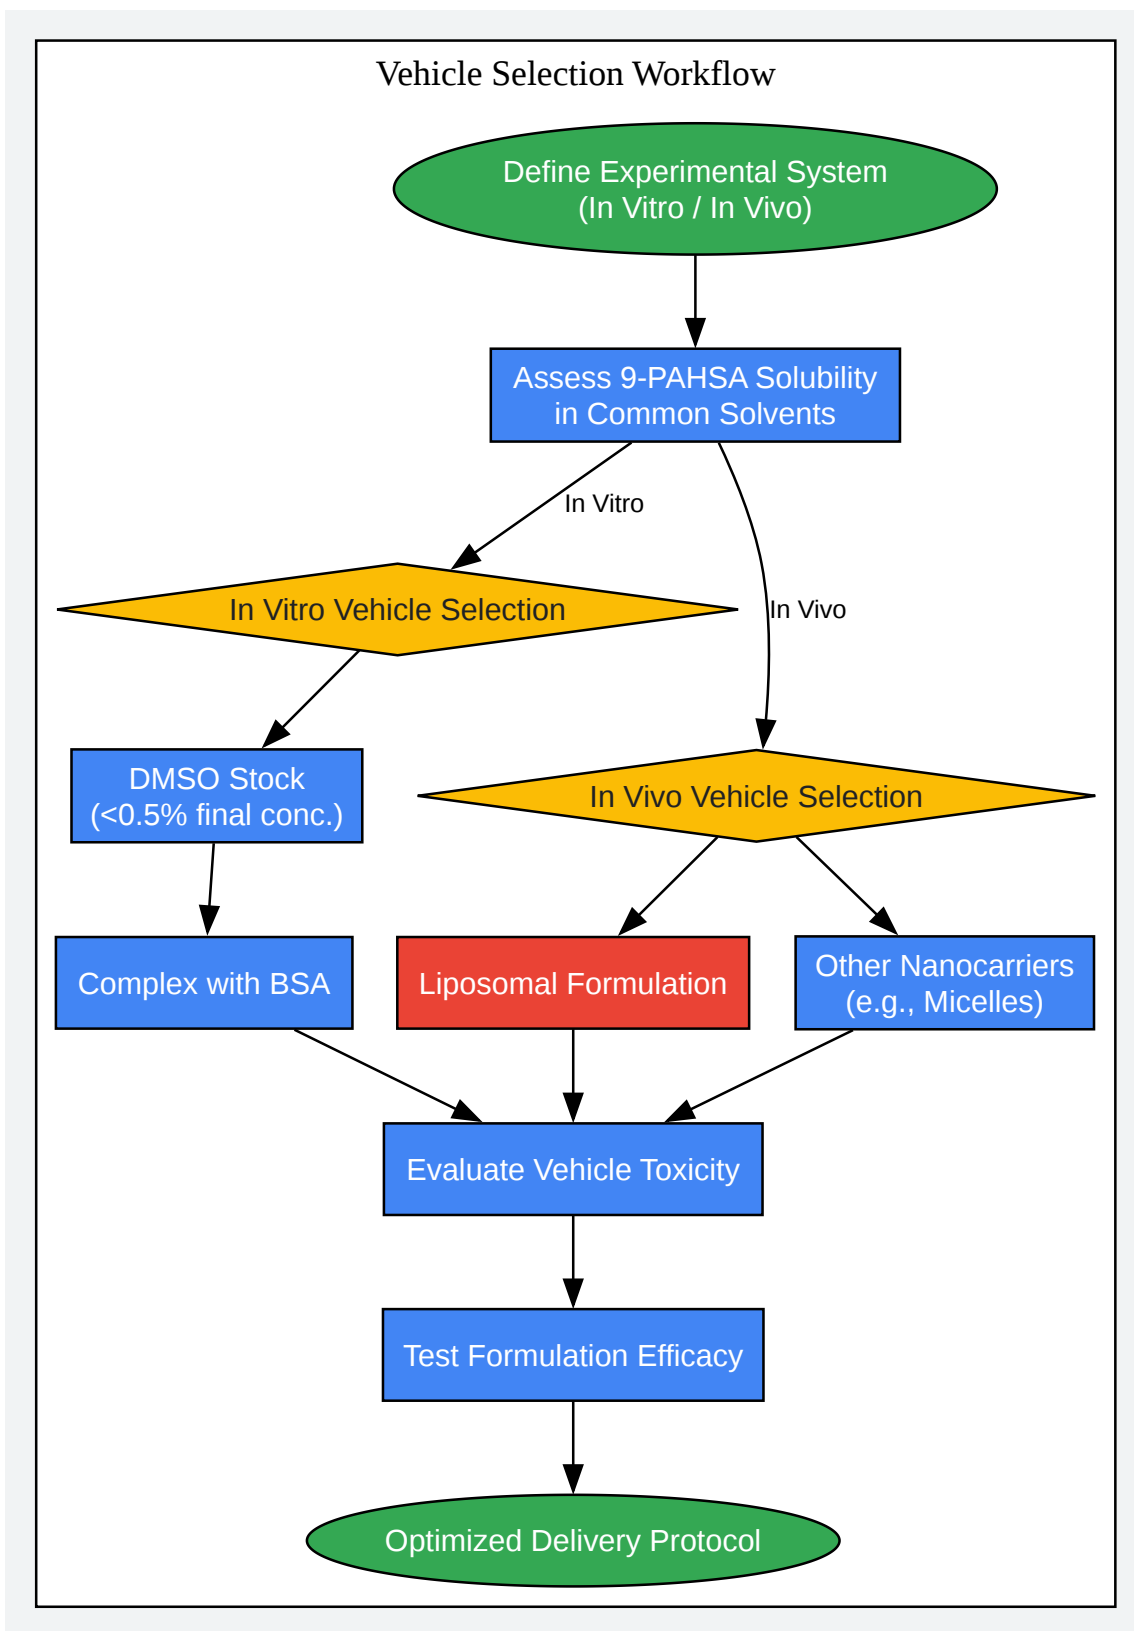 Vehicle Selection Workflow
Define Experimental System
(In Vitro / In Vivo)
Assess 9-PAHSA Solubility
in Common Solvents
In Vitro
In Vitro Vehicle Selection
In Vivo
DMSO Stock
(<0.5% final conc.)
In Vivo Vehicle Selection
Complex with BSA
Liposomal Formulation
Other Nanocarriers
(e.g., Micelles)
Evaluate Vehicle Toxicity
Test Formulation Efficacy
Optimized Delivery Protocol